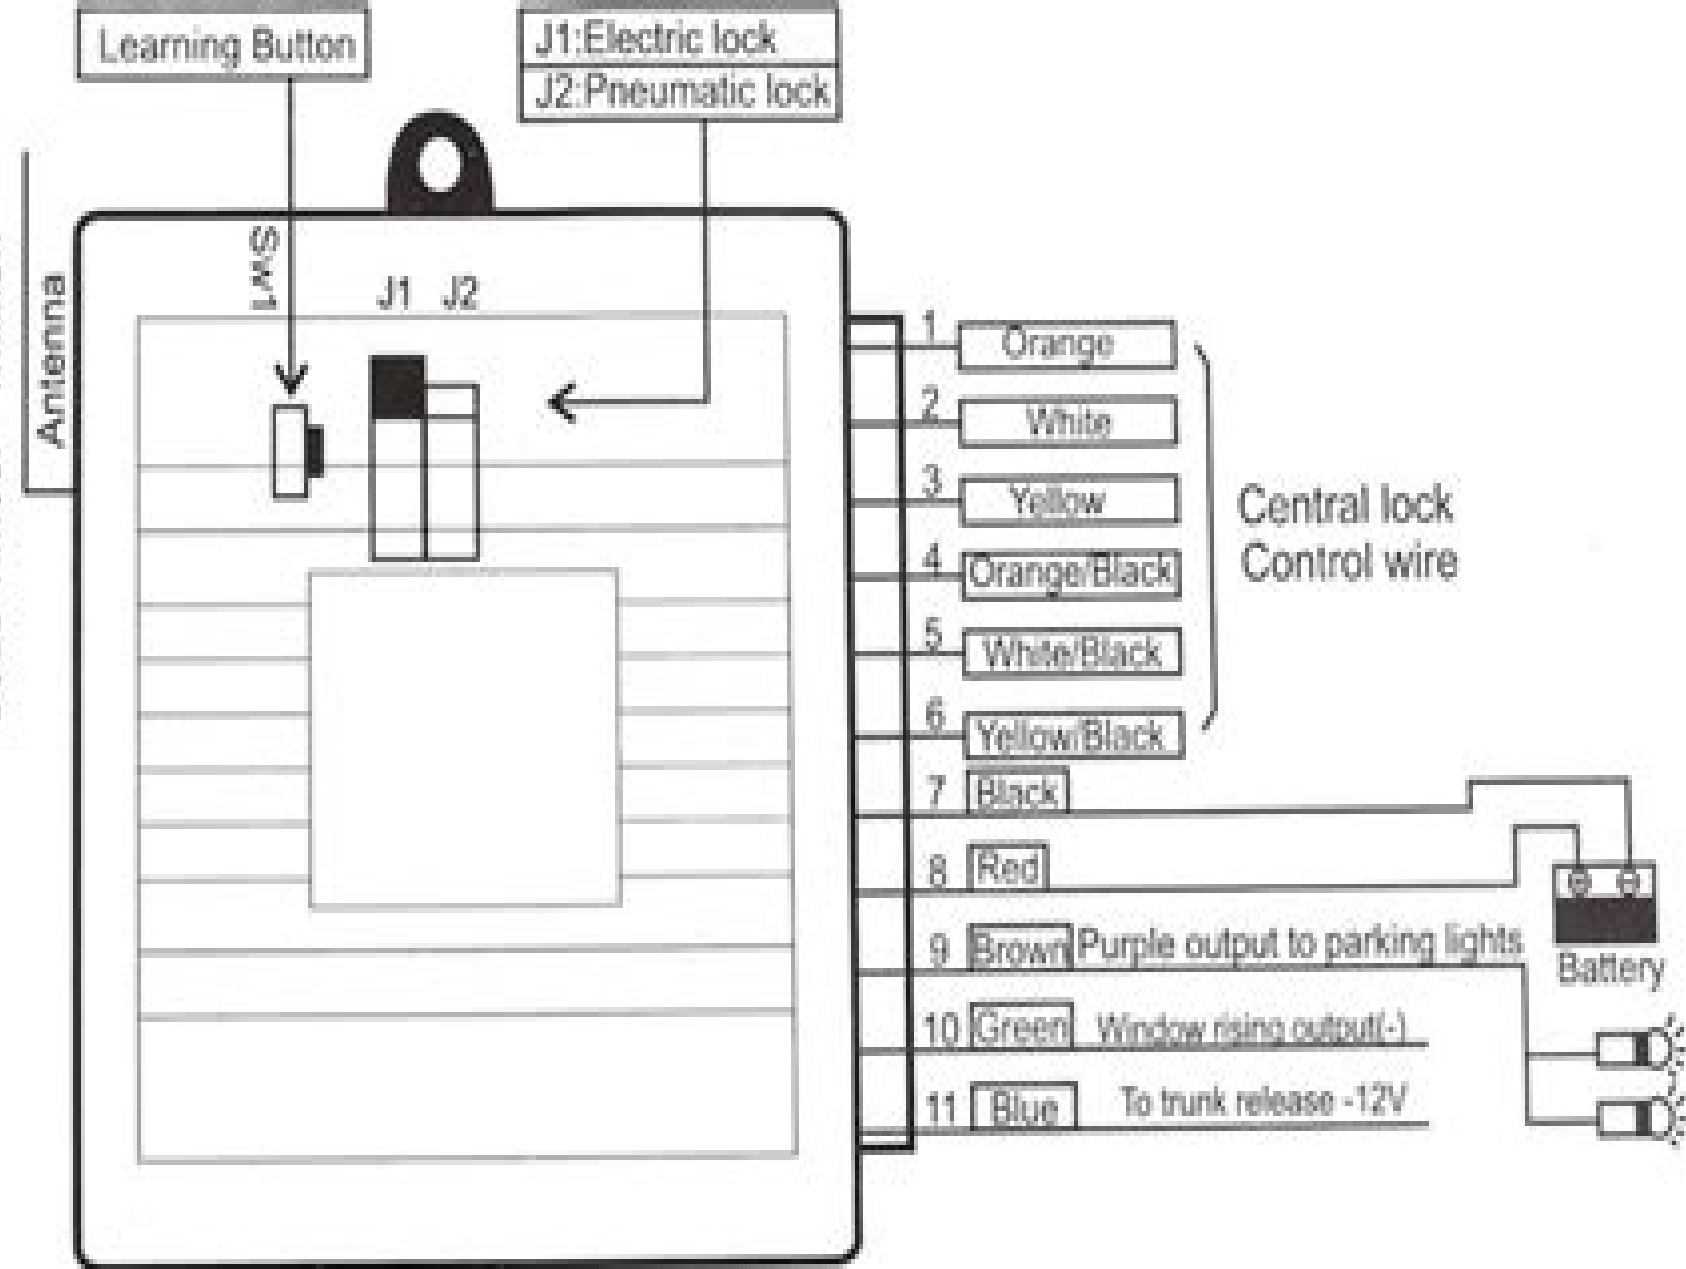 Learning Button
J1:Electric lock
J2:Pneumatic lock
Antenna
SW1
J1 J2
1 Orange
2 White
3 Yellow
4 Orange/Black
5 White/Black
6 Yellow/Black
Central lock
Control wire
7 Black
8 Red
9 Brown Purple output to parking lights
Battery
10 Green Window rising output(-)
11 Blue To trunk release -12V